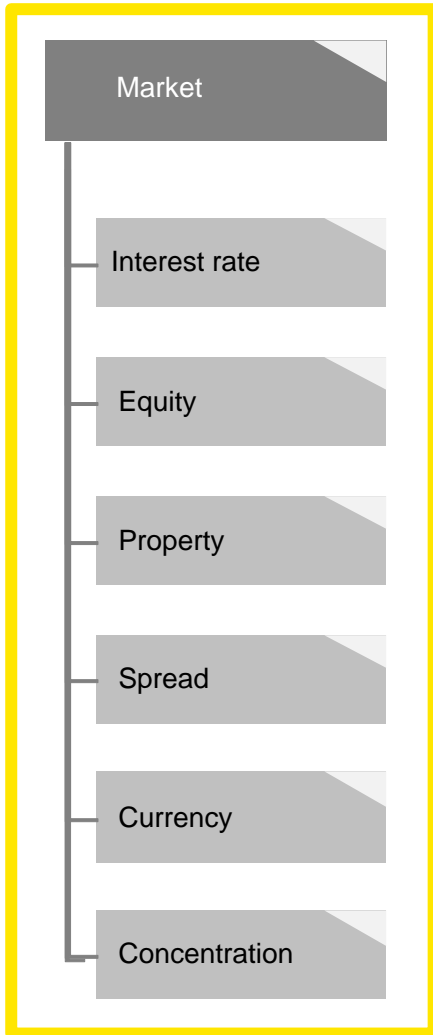 Market
Interest rate
Equity
Property
Spread
Currency
Concentration